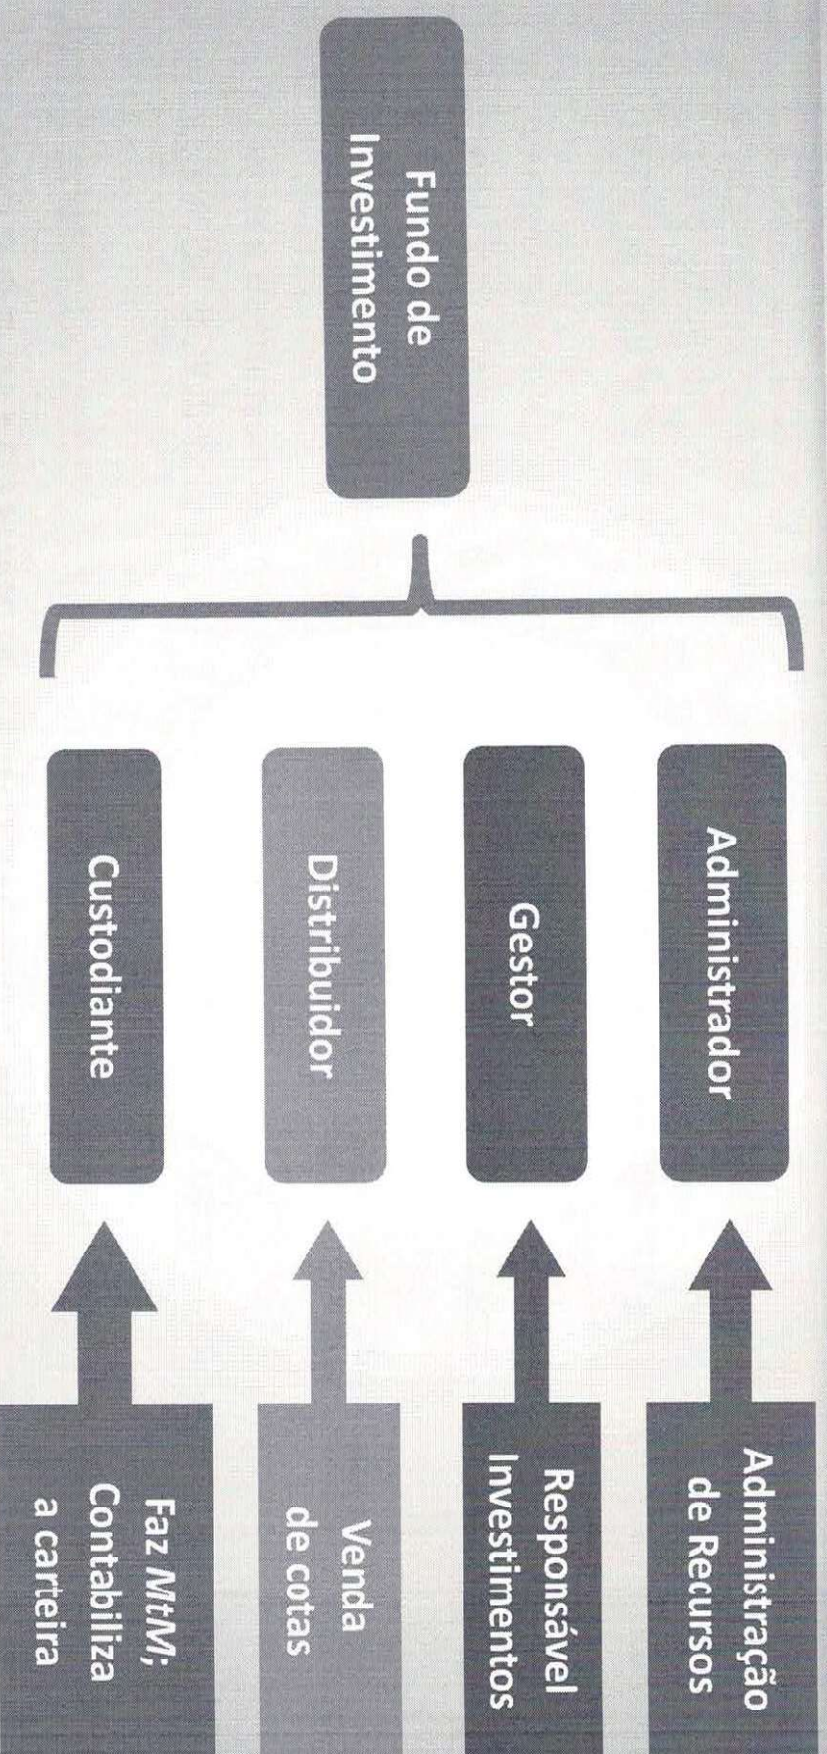 Fundo de
Investimento
Administrador
Administração
de Recursos
Gestor
Responsável
Investimentos
Distribuidor
Venda
de cotas
Custodiante
Faz MtM;
Contabiliza
a carteira